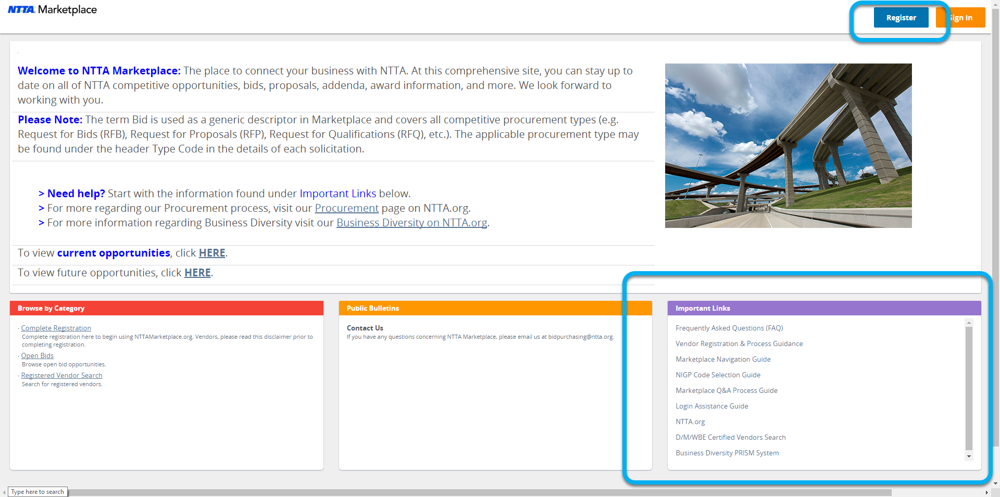 NTTA Marketplace
Register
Sign In
Welcome to NTTA Marketplace: The place to connect your business with NTTA. At this comprehensive site, you can stay up to
date on all of NTTA competitive opportunities, bids, proposals, addenda, award information, and more. We look forward to
working with you.
Please Note: The term Bid is used as a generic descriptor in Marketplace and covers all competitive procurement types (e.g.
Request for Bids (RFB), Request for Proposals (RFP), Request for Qualifications (RFQ), etc.). The applicable procurement type may
be found under the header Type Code in the details of each solicitation.
> Need help? Start with the information found under Important Links below.
> For more regarding our Procurement process, visit our Procurement page on NTTA.org.
> For more information regarding Business Diversity visit our Business Diversity on NTTA.org.
To view current opportunities, click HERE.
To view future opportunities, click HERE.
Browse by Category
- Complete Registration
Complete registration here to begin using NTTAMarketplace.org. Vendors, please read this disclaimer prior to
completing registration.
- Open Bids
Browse open bid opportunities.
- Registered Vendor Search
Search for registered vendors.
Public Bulletins
Contact Us
If you have any questions concerning NTTA Marketplace, please email us at bidpurchasing@ntta.org.
Important Links
Frequently Asked Questions (FAQ)
Vendor Registration & Process Guidance
Marketplace Navigation Guide
NIGP Code Selection Guide
Marketplace Q&A Process Guide
Login Assistance Guide
NTTA.org
D/M/WBE Certified Vendors Search
Business Diversity PRISM System
Type here to search